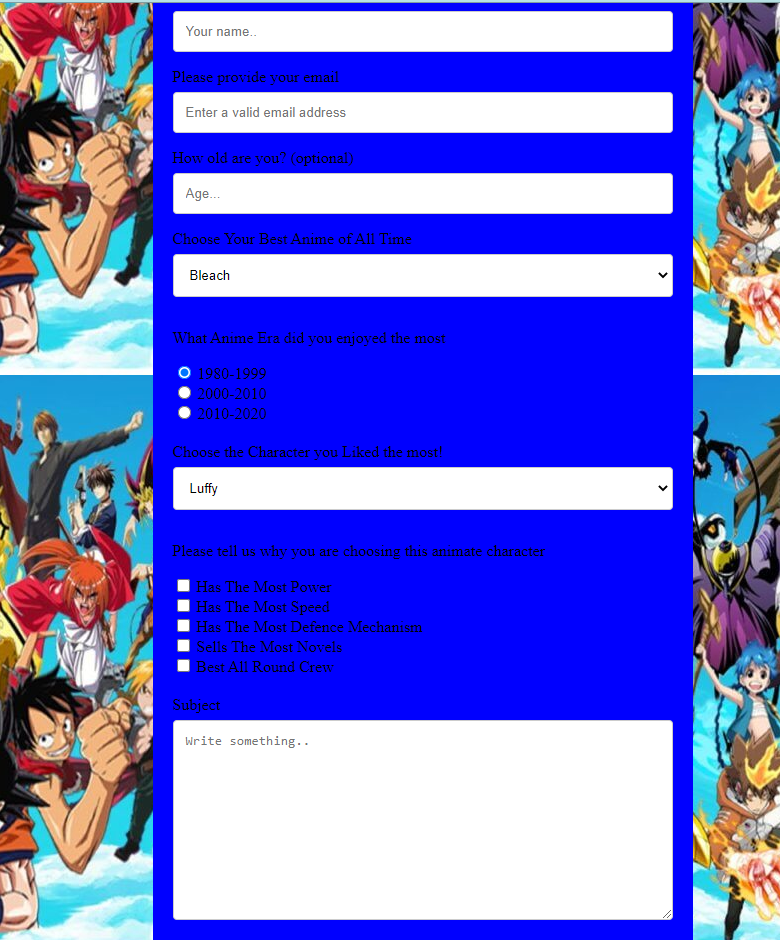 Your name..
Please provide your email
Enter a valid email address
How old are you? (optional)
Age...
Choose Your Best Anime of All Time
Bleach
What Anime Era did you enjoyed the most
1980-1999
2000-2010
2010-2020
Choose the Character you Liked the most!
Luffy
Please tell us why you are choosing this animate character
Has The Most Power
Has The Most Speed
Has The Most Defence Mechanism
Sells The Most Novels
Best All Round Crew
Subject
Write something..